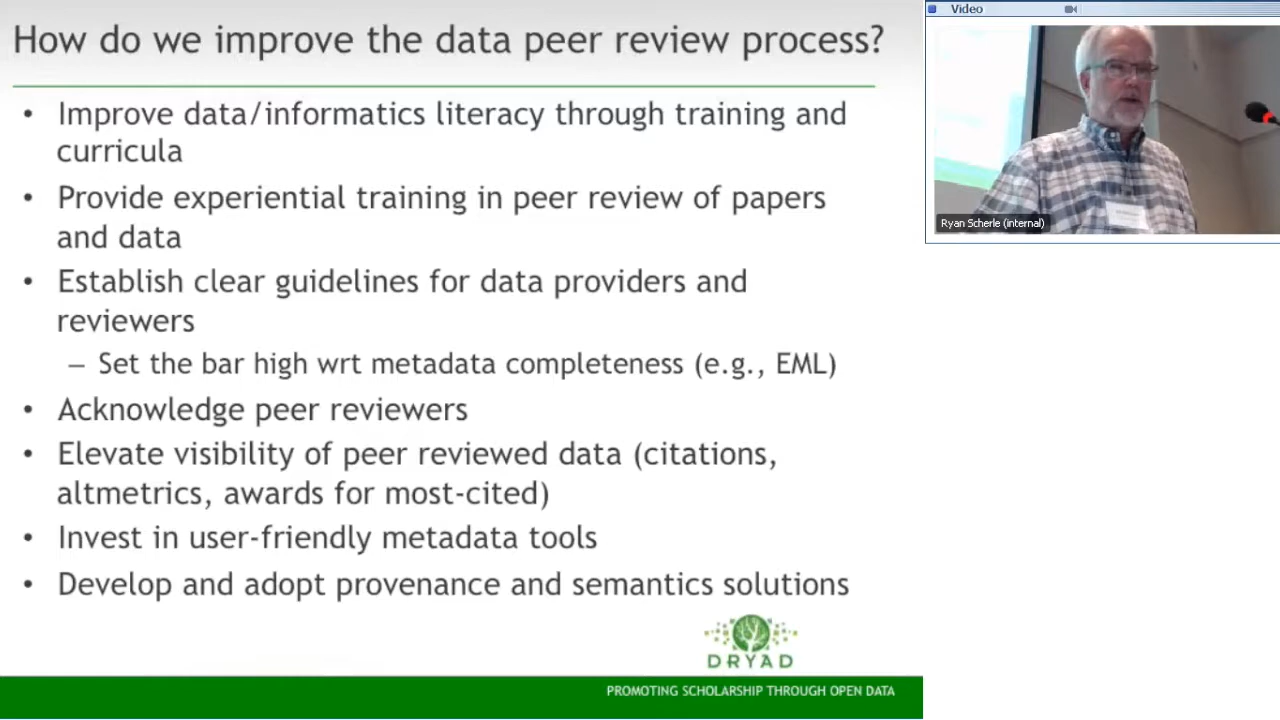 How do we improve the data peer review process?
• Improve data/informatics literacy through training and
curricula
• Provide experiential training in peer review of papers
and data
• Establish clear guidelines for data providers and
reviewers
– Set the bar high wrt metadata completeness (e.g., EML)
• Acknowledge peer reviewers
• Elevate visibility of peer reviewed data (citations,
altmetrics, awards for most-cited)
• Invest in user-friendly metadata tools
• Develop and adopt provenance and semantics solutions
DRYAD
PROMOTING SCHOLARSHIP THROUGH OPEN DATA
Video
Ryan Scherle (internal)